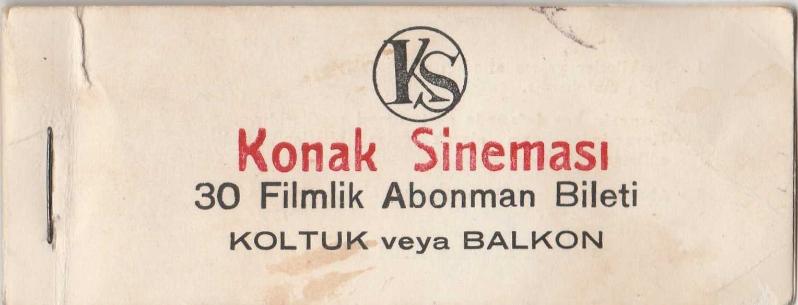 KS
Konak Sineması
30 Filmlik Abonman Bileti
KOLTUK veya BALKON